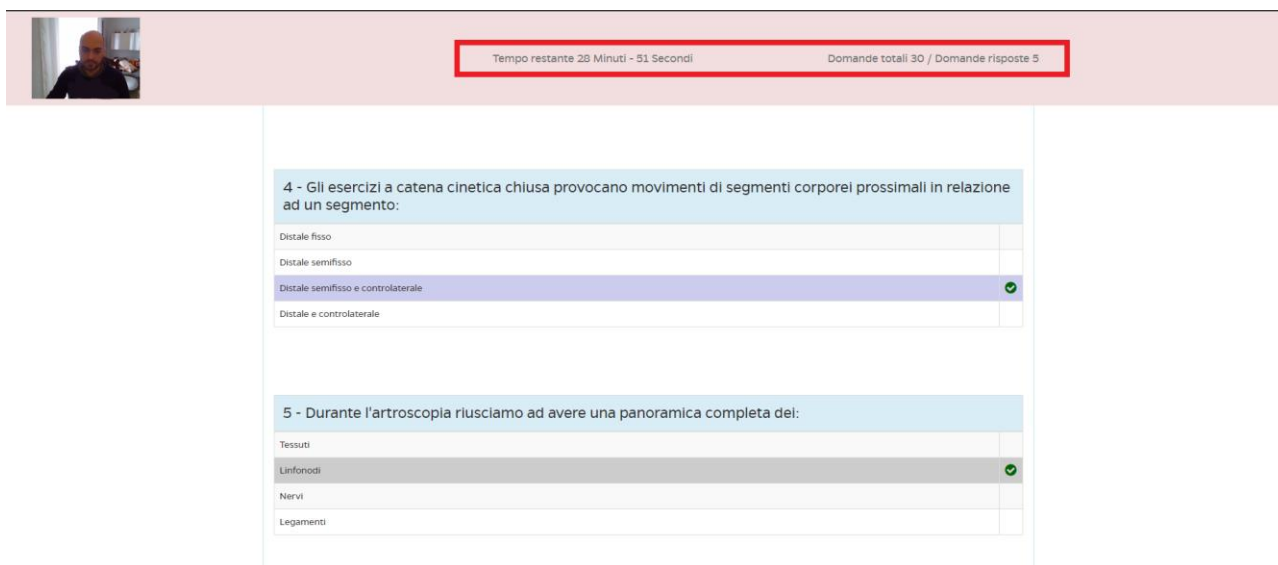 Tempo restante 28 Minuti - 51 Secondi
Domande totali 30 / Domande risposte 5
4 - Gli esercizi a catena cinetica chiusa provocano movimenti di segmenti corporei prossimali in relazione
ad un segmento:
Distale fisso
Distale semifisso
Distale semifisso e controlaterale
Distale e controlaterale
5 - Durante l'artroscopia riusciamo ad avere una panoramica completa dei:
Tessuti
Linfonodi
Nervi
Legamenti